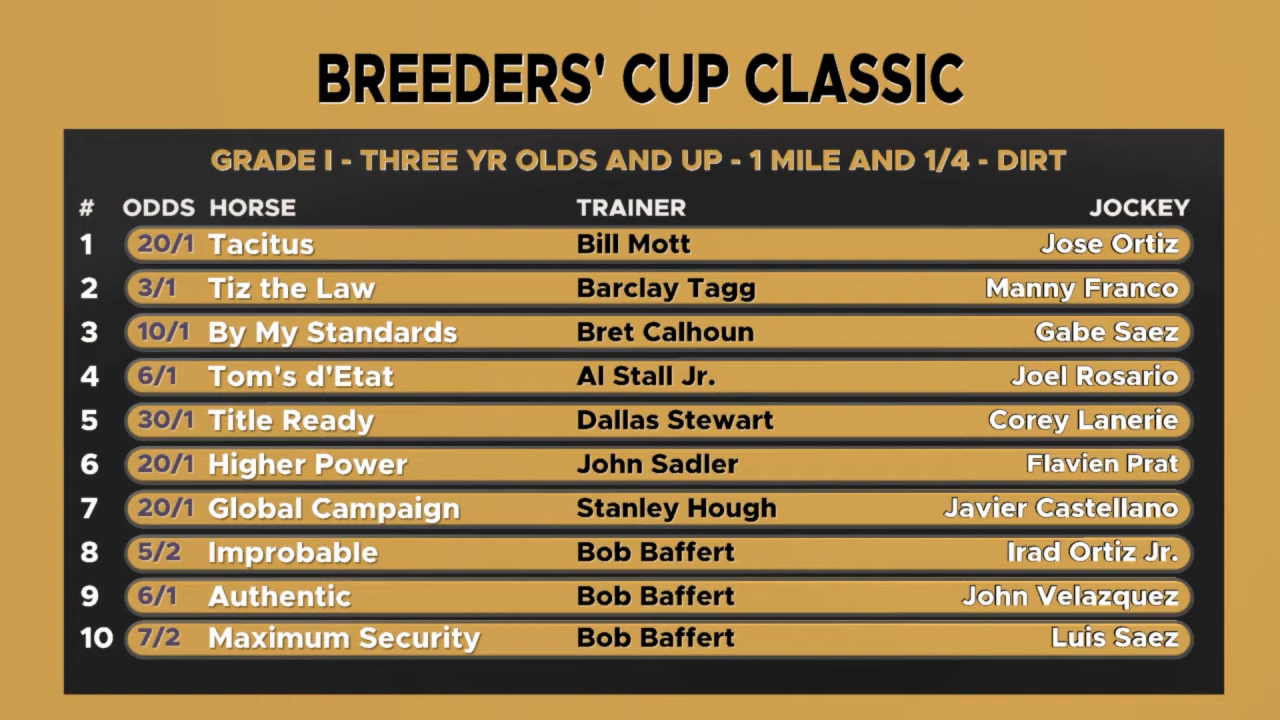 BREEDERS' CUP CLASSIC
GRADE I - THREE YR OLDS AND UP - 1 MILE AND 1/4 - DIRT
# ODDS HORSE TRAINER JOCKEY
1 20/1 Tacitus Bill Mott Jose Ortiz
2 3/1 Tiz the Law Barclay Tagg Manny Franco
3 10/1 By My Standards Bret Calhoun Gabe Saez
4 6/1 Tom's d'Etat Al Stall Jr. Joel Rosario
5 30/1 Title Ready Dallas Stewart Corey Lanerie
6 20/1 Higher Power John Sadler Flavien Prat
7 20/1 Global Campaign Stanley Hough Javier Castellano
8 5/2 Improbable Bob Baffert Irad Ortiz Jr.
9 6/1 Authentic Bob Baffert John Velazquez
10 7/2 Maximum Security Bob Baffert Luis Saez